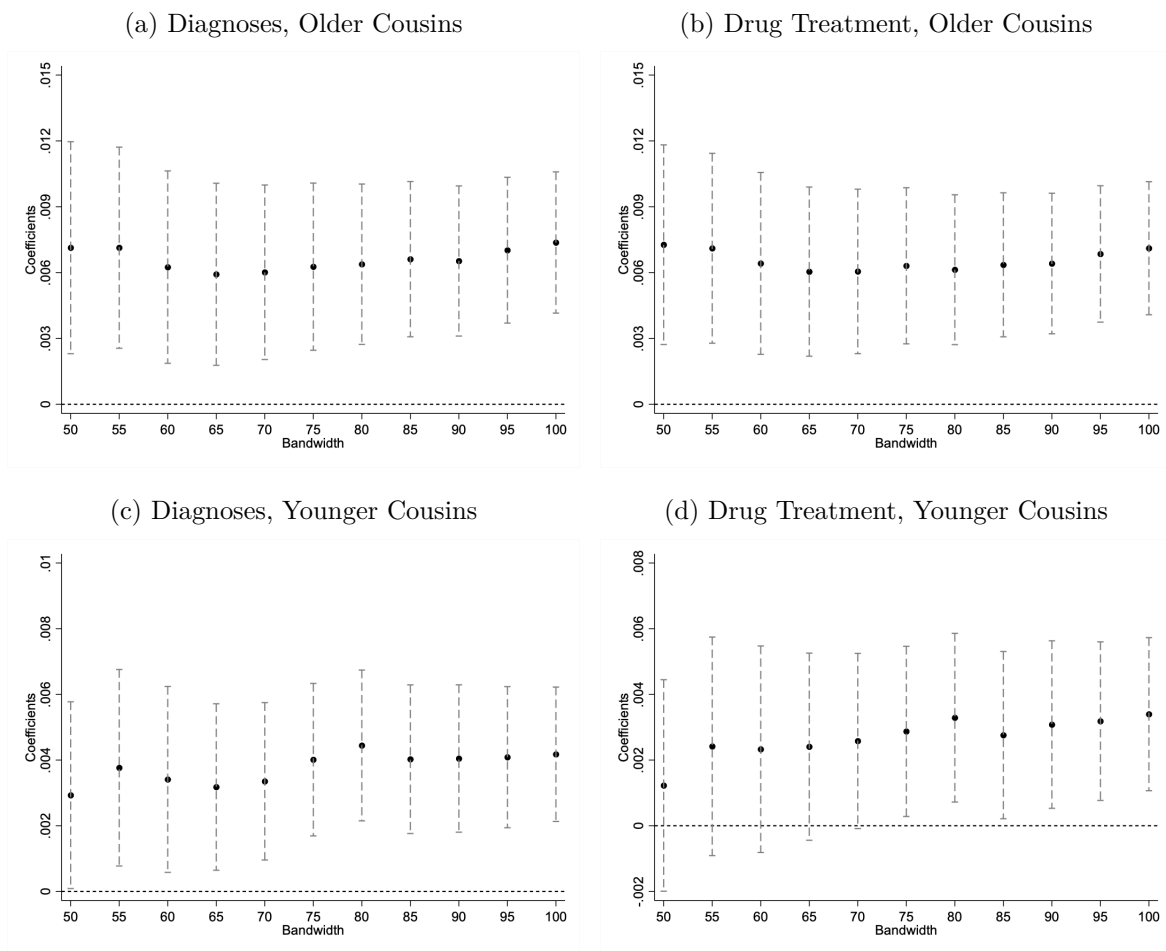 (a) Diagnoses, Older Cousins
Coefficients
.015
.012
.009
.006
.003
0
50 55 60 65 70 75 80 85 90 95 100
Bandwidth
(b) Drug Treatment, Older Cousins
Coefficients
.015
.012
.009
.006
.003
0
50 55 60 65 70 75 80 85 90 95 100
Bandwidth
(c) Diagnoses, Younger Cousins
Coefficients
.01
.008
.006
.004
.002
0
50 55 60 65 70 75 80 85 90 95 100
Bandwidth
(d) Drug Treatment, Younger Cousins
Coefficients
.008
.006
.004
.002
0
-.002
50 55 60 65 70 75 80 85 90 95 100
Bandwidth